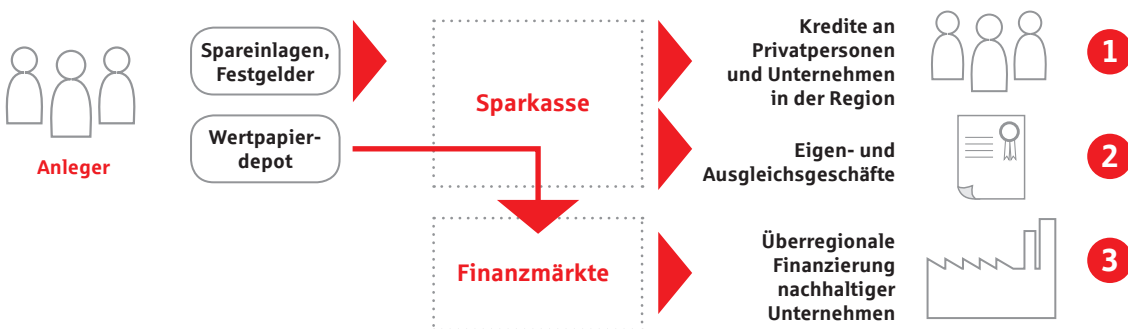 Anleger
Spareinlagen,
Festgelder
Wertpapier-
depot
Sparkasse
Finanzmärkte
Kredite an
Privatpersonen
und Unternehmen
in der Region
1
Eigen- und
Ausgleichsgeschäfte
2
Überregionale
Finanzierung
nachhaltiger
Unternehmen
3